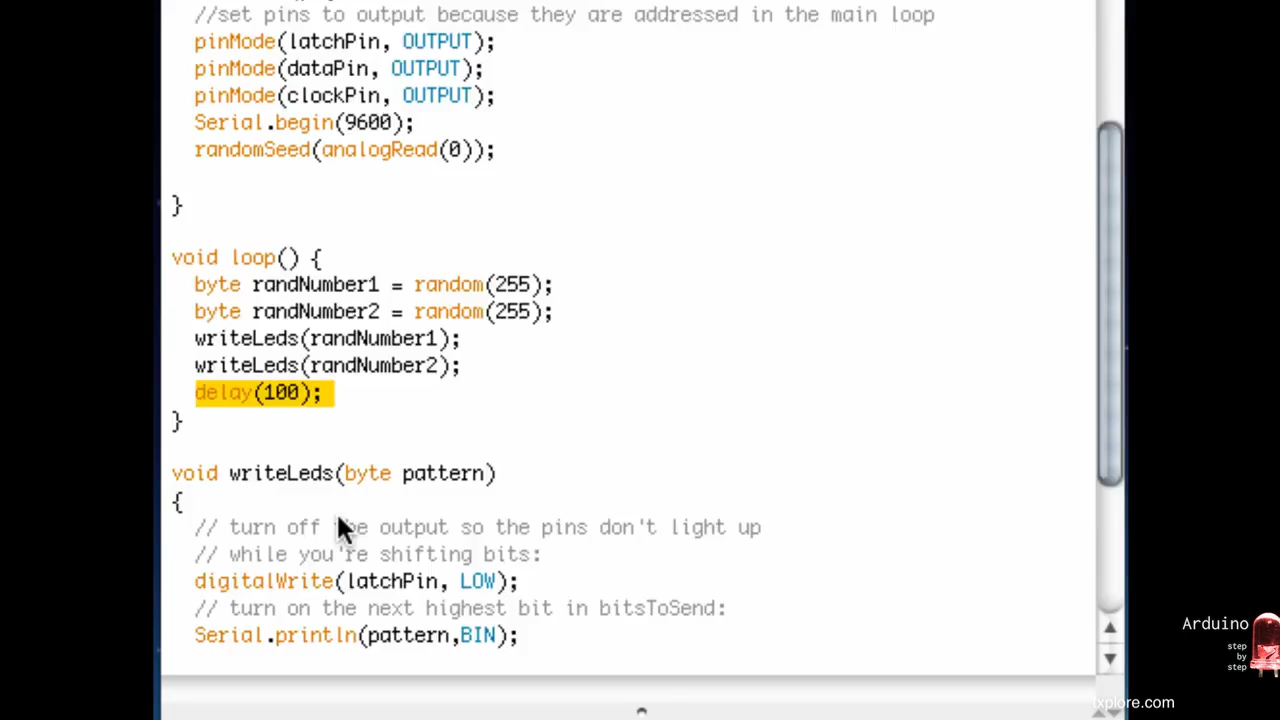 //set pins to output because they are addressed in the main loop
pinMode(latchPin, OUTPUT);
pinMode(dataPin, OUTPUT);
pinMode(clockPin, OUTPUT);
Serial.begin(9600);
randomSeed(analogRead(0));
}
void loop() {
byte randNumber1 = random(255);
byte randNumber2 = random(255);
writeLeds(randNumber1);
writeLeds(randNumber2);
delay(100);
}
void writeLeds(byte pattern)
{
// turn off the output so the pins don't light up
// while you're shifting bits:
digitalWrite(latchPin, LOW);
// turn on the next highest bit in bitsToSend:
Serial.println(pattern,BIN);
Arduino
step
by
step
txplore.com